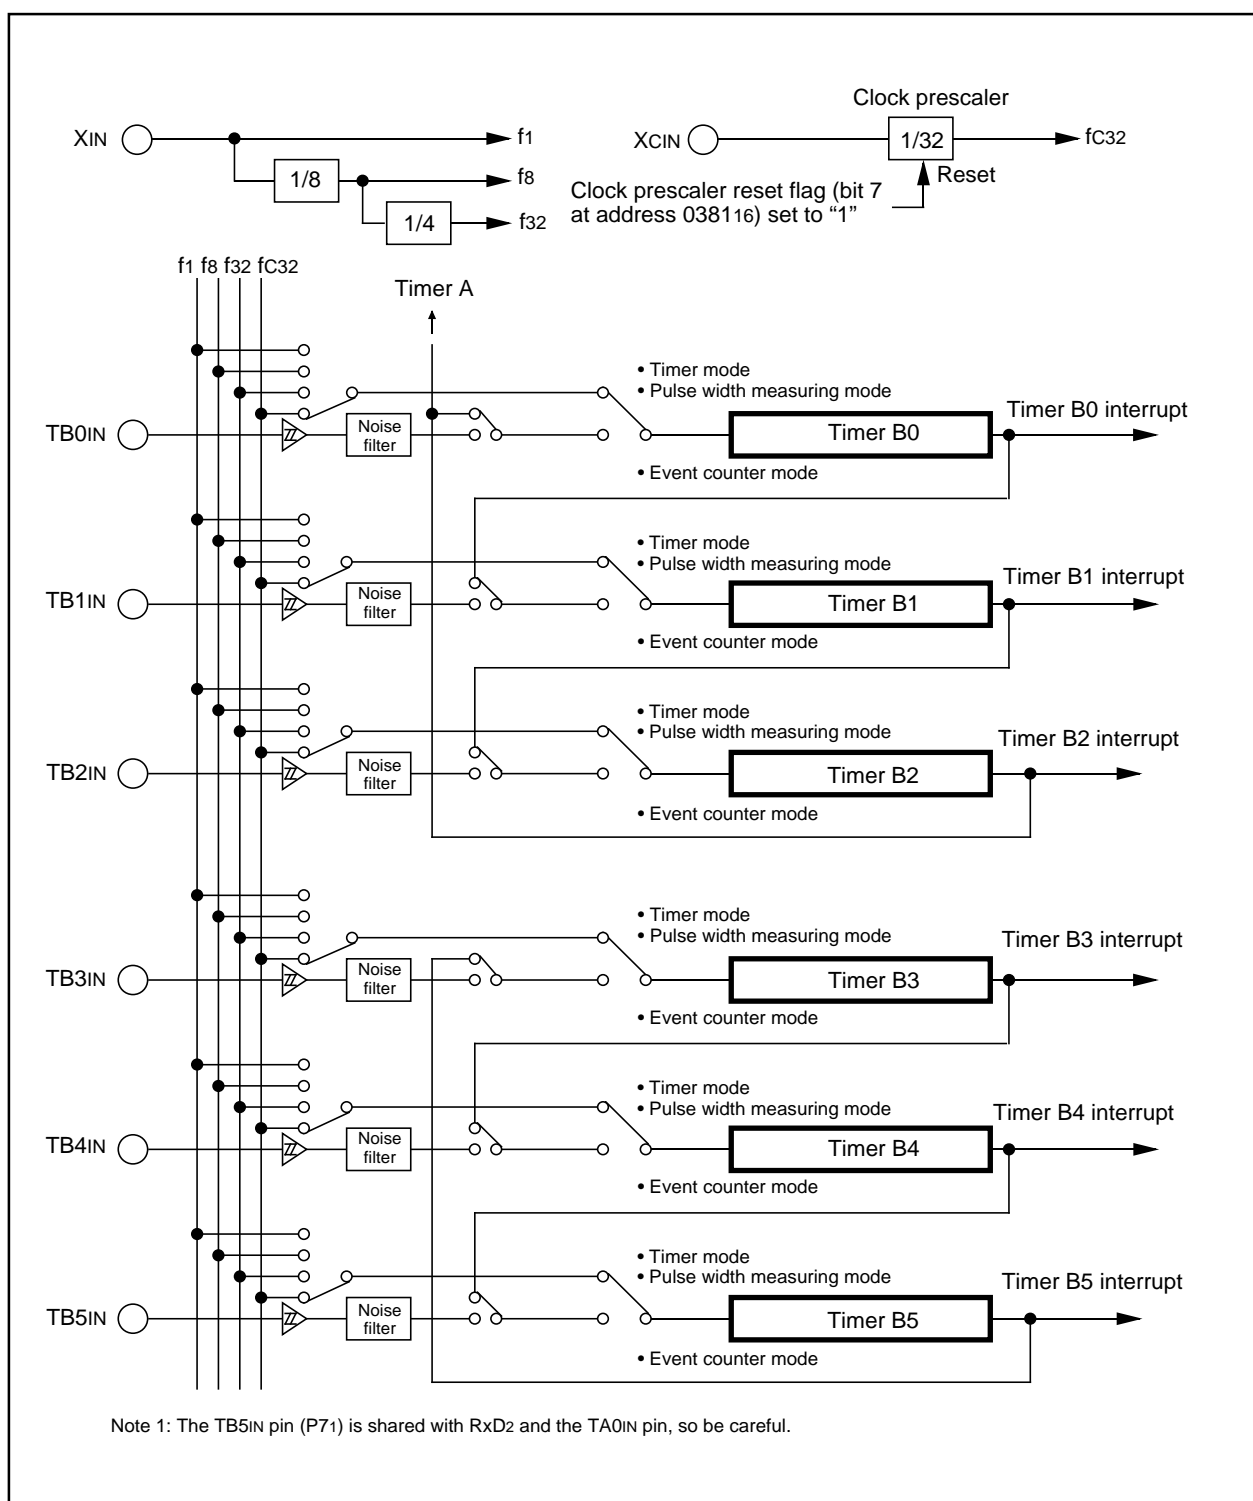 Clock prescaler
XIN
f1
XCIN
1/32
fC32
1/8
f8
Reset
Clock prescaler reset flag (bit 7
at address 038116) set to “1”
1/4
f32
f1 f8 f32 fC32
Timer A
• Timer mode
• Pulse width measuring mode
TB0IN
Noise
filter
Timer B0
Timer B0 interrupt
• Event counter mode
• Timer mode
• Pulse width measuring mode
TB1IN
Noise
filter
Timer B1
Timer B1 interrupt
• Event counter mode
• Timer mode
• Pulse width measuring mode
TB2IN
Noise
filter
Timer B2
Timer B2 interrupt
• Event counter mode
• Timer mode
• Pulse width measuring mode
TB3IN
Noise
filter
Timer B3
Timer B3 interrupt
• Event counter mode
• Timer mode
• Pulse width measuring mode
TB4IN
Noise
filter
Timer B4
Timer B4 interrupt
• Event counter mode
• Timer mode
• Pulse width measuring mode
TB5IN
Noise
filter
Timer B5
Timer B5 interrupt
• Event counter mode
Note 1: The TB5IN pin (P71) is shared with RxD2 and the TA0IN pin, so be careful.